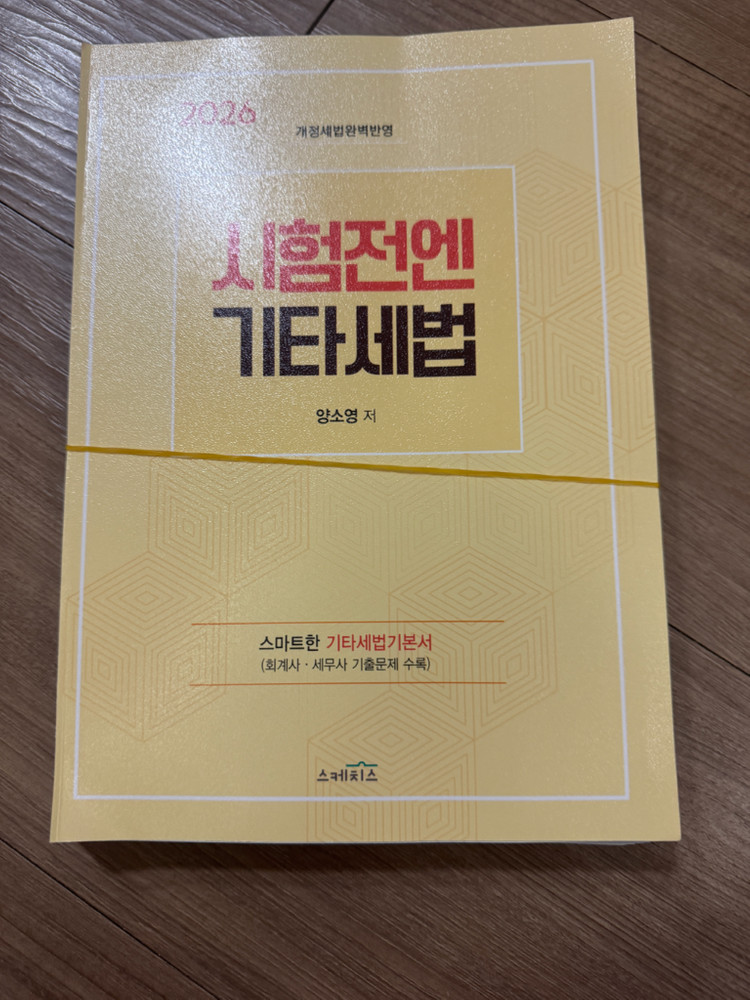 2026
개정세법완벽반영
시험전엔
기타세법
양소영 저
스마트한 기타세법기본서
(회계사 · 세무사 기출문제 수록)
스케치스